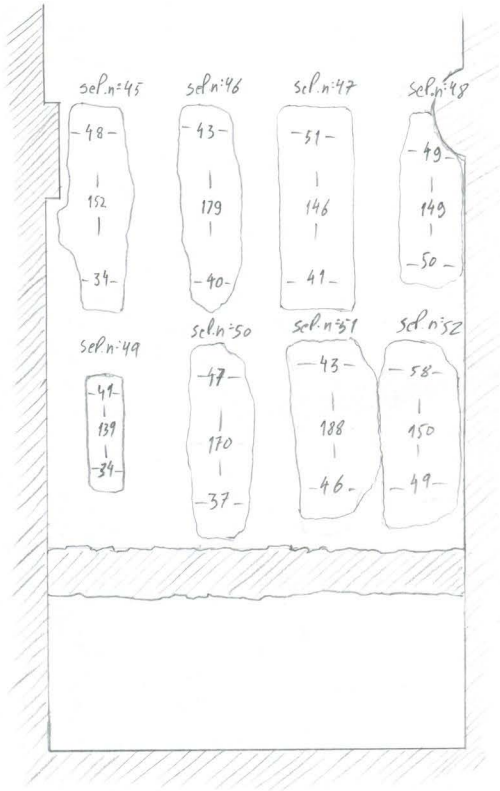 sep.n=45 sep.n=46 sep.n=47 sep.n=48
-48- -43- -51- -49-
152 179 146 149
-34- -40- -41- -50-
sep.n=49 sep.n=50 sep.n=51 sep.n=52
-41- -47- -43- -58-
139 170 188 150
-34- -37- -46- -49-